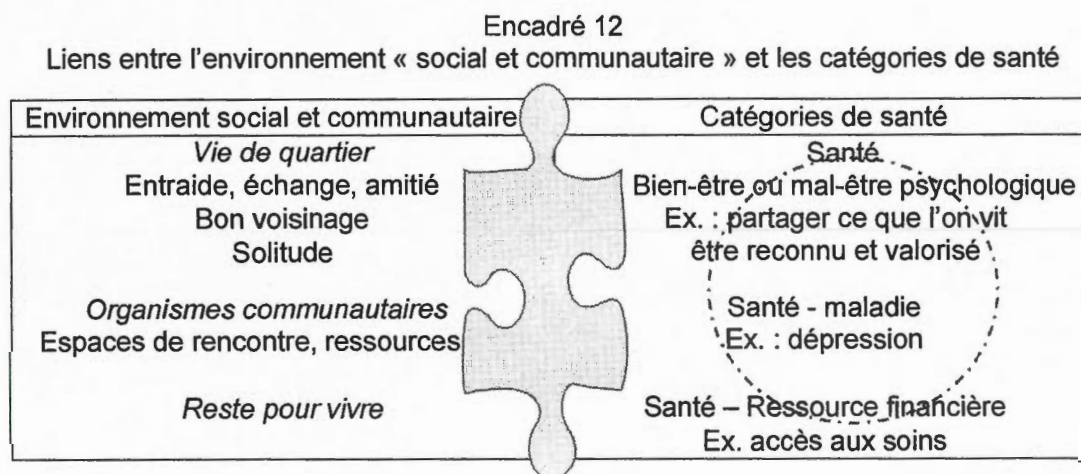 Encadré 12
Liens entre l'environnement « social et communautaire » et les catégories de santé
Environnement social et communautaire
Vie de quartier
Entraide, échange, amitié
Bon voisinage
Solitude
Organismes communautaires
Espaces de rencontre, ressources
Reste pour vivre
Catégories de santé
Santé
Bien-être ou mal-être psychologique
Ex. : partager ce que l'on vit
être reconnu et valorisé
Santé - maladie
Ex. : dépression
Santé – Ressource financière
Ex. accès aux soins